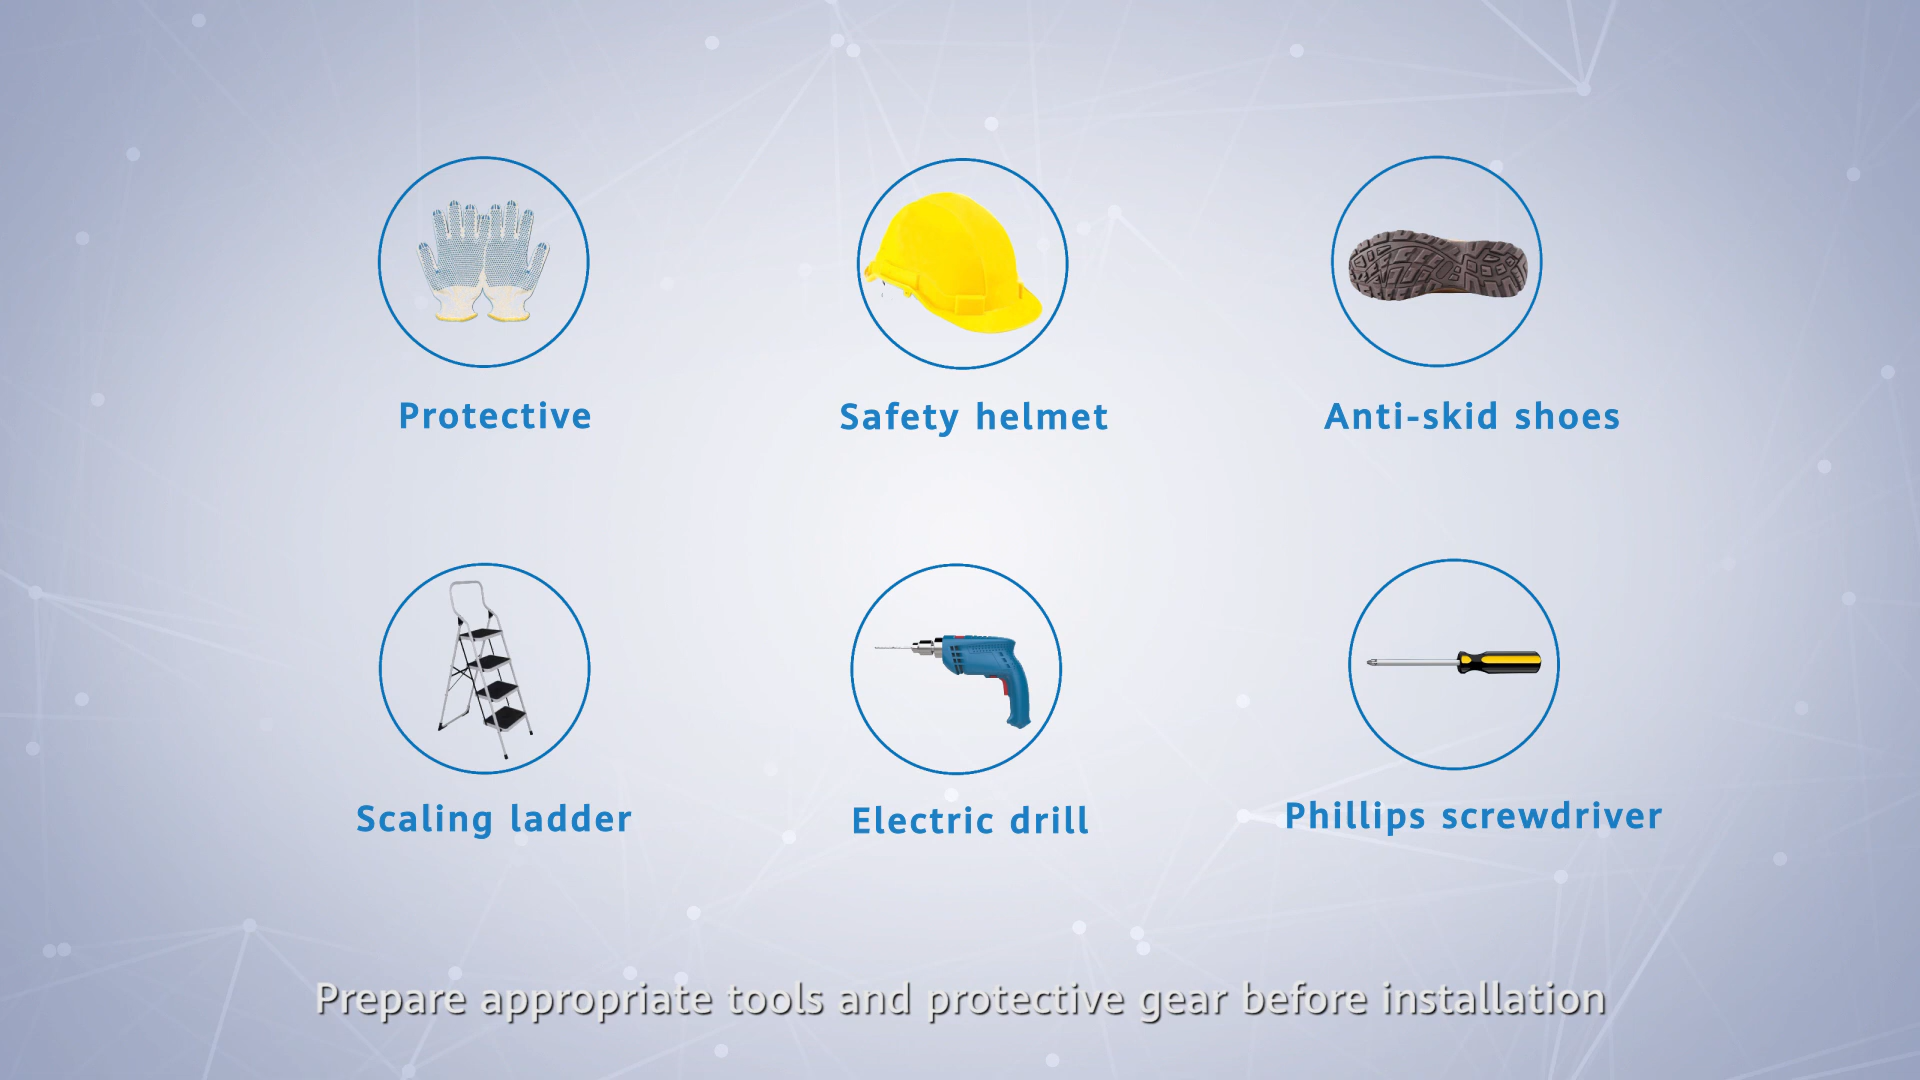 Protective
Safety helmet
Anti-skid shoes
Scaling ladder
Electric drill
Phillips screwdriver
Prepare appropriate tools and protective gear before installation